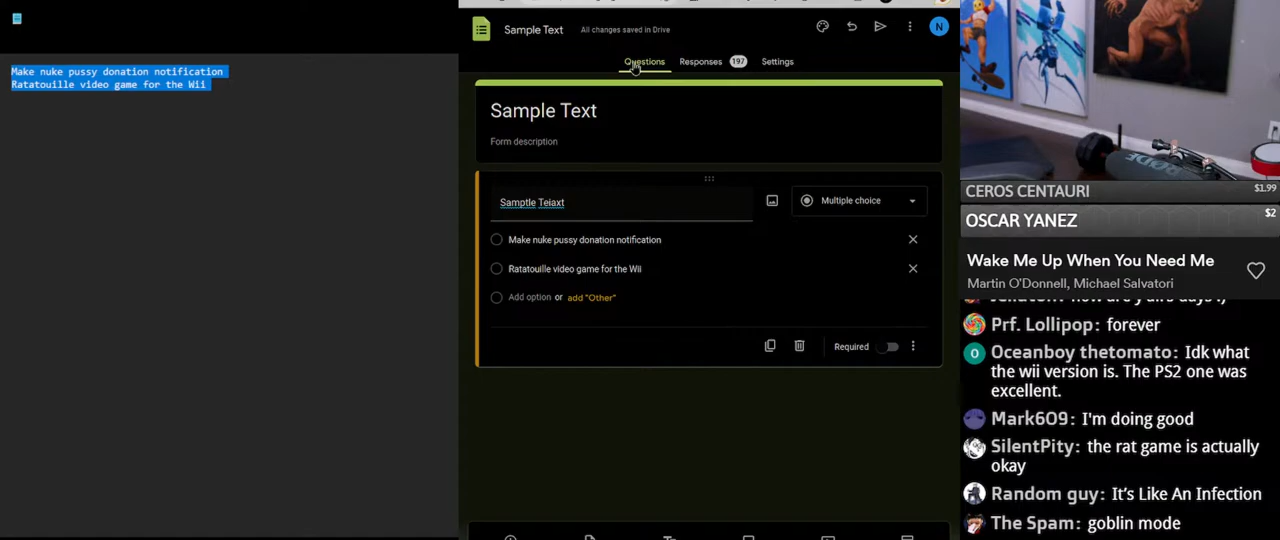 Make nuke pussy donation notification
Ratatouille video game for the Wii
Sample Text
All changes saved in Drive
N
Questions
Responses
197
Settings
Sample Text
Form description
Samptle Teiaxt
Multiple choice
Make nuke pussy donation notification
Ratatouille video game for the Wii
Add option or add "Other"
Required
RØDE
CEROS CENTAURI
$1.99
OSCAR YANEZ
$2
Wake Me Up When You Need Me
Martin O'Donnell, Michael Salvatori
Prf. Lollipop: forever
O
Oceanboy thetomato: Idk what
the wii version is. The PS2 one was
excellent.
Mark609: I'm doing good
SilentPity: the rat game is actually
okay
Random guy: It's Like An Infection
The Spam: goblin mode